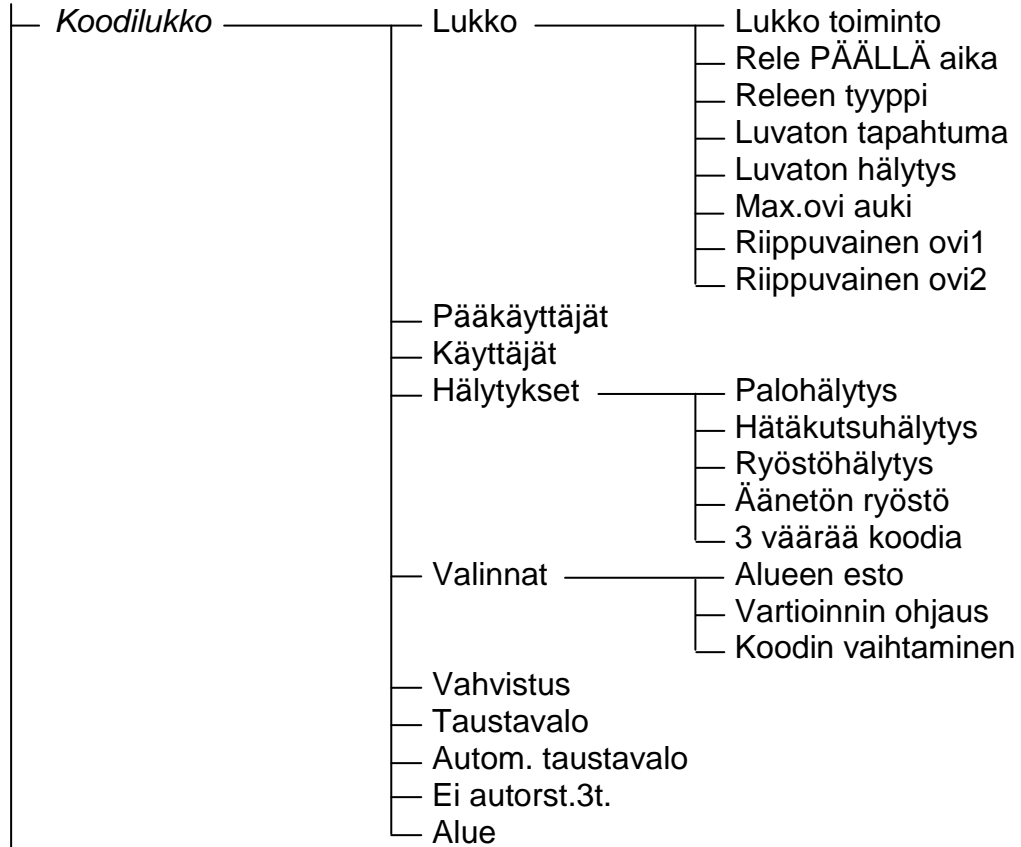 Koodilukko Lukko Lukko toiminto
Rele PÄÄLLÄ aika
Releen tyyppi
Luvaton tapahtuma
Luvaton hälytys
Max.ovi auki
Riippuvainen ovi1
Riippuvainen ovi2
Pääkäyttäjät
Käyttäjät
Hälytykset Palohälytys
Hätäkutsuhälytys
Ryöstöhälytys
Äänetön ryöstö
3 väärää koodia
Valinnat Alueen esto
Vartioinnin ohjaus
Koodin vaihtaminen
Vahvistus
Taustavalo
Autom. taustavalo
Ei autorst.3t.
Alue